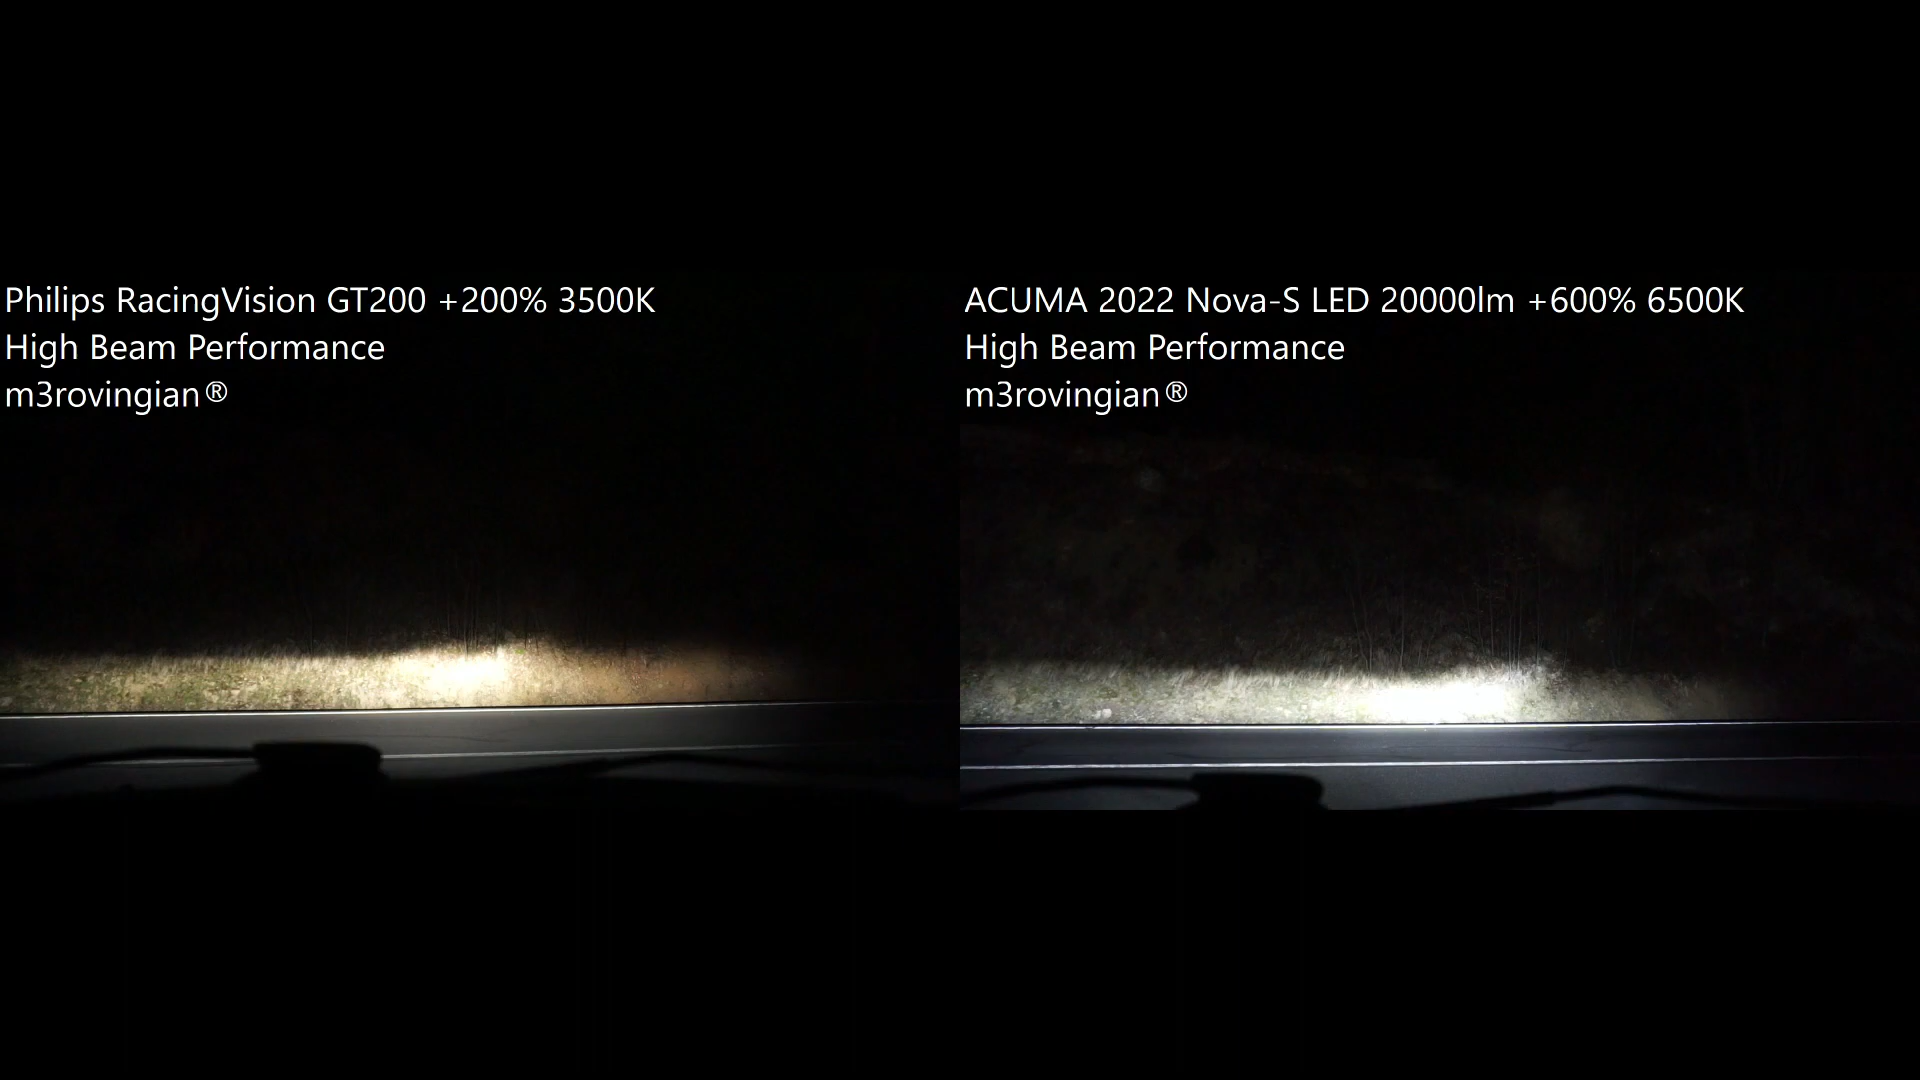 Philips RacingVision GT200 +200% 3500K
High Beam Performance
m3rovingian®
ACUMA 2022 Nova-S LED 20000lm +600% 6500K
High Beam Performance
m3rovingian®